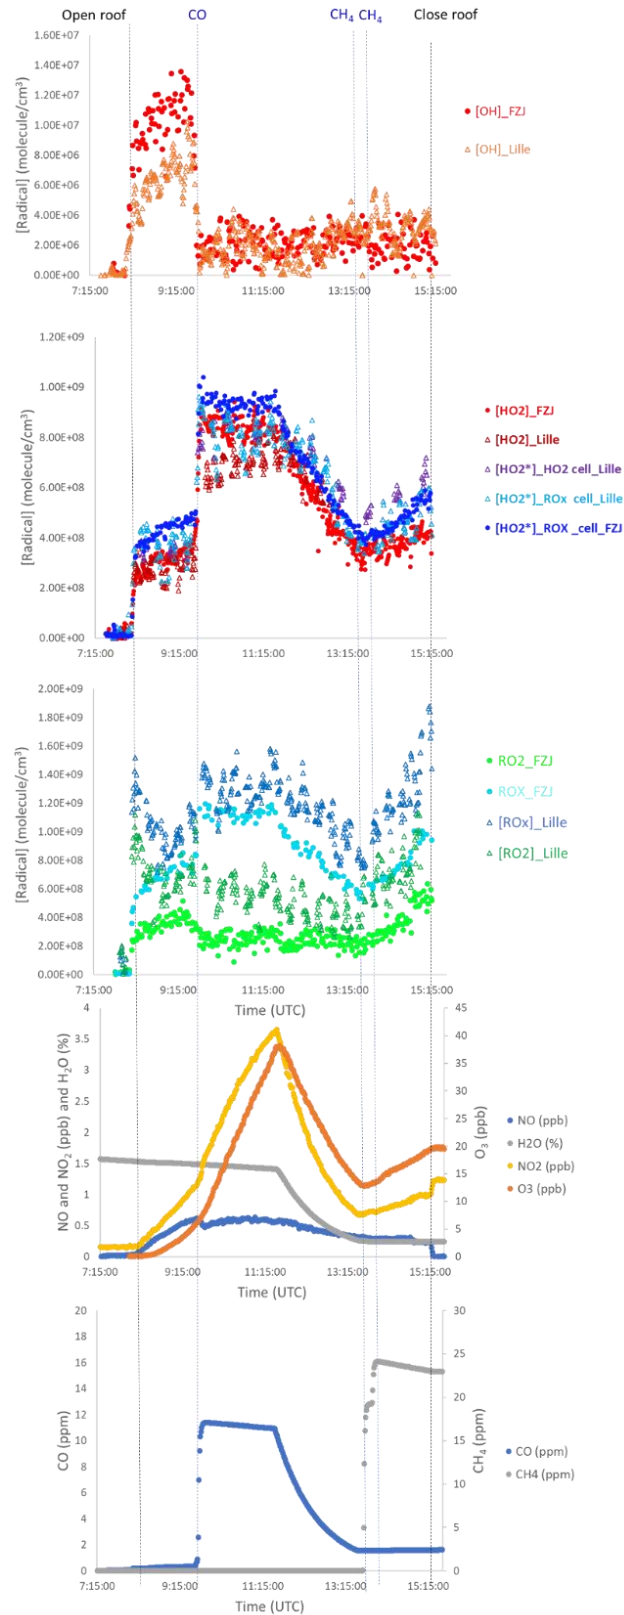 Open roof CO CH4 CH4 Close roof
1.60E+07
1.40E+07
1.20E+07
1.00E+07
8.00E+06
6.00E+06
4.00E+06
2.00E+06
0.00E+00
[Radical] (molecule/cm3)
7:15:00 9:15:00 11:15:00 13:15:00 15:15:00
[OH]_FZJ
[OH]_Lille
1.20E+09
1.00E+09
8.00E+08
6.00E+08
4.00E+08
2.00E+08
0.00E+00
[Radical] (molecule/cm3)
7:15:00 9:15:00 11:15:00 13:15:00 15:15:00
[HO2]_FZJ
[HO2]_Lille
[HO2*]_HO2 cell_Lille
[HO2*]_ROx cell_Lille
[HO2*]_ROX _cell_FZJ
2.00E+09
1.80E+09
1.60E+09
1.40E+09
1.20E+09
1.00E+09
8.00E+08
6.00E+08
4.00E+08
2.00E+08
0.00E+00
[Radical] (molecule/cm3)
7:15:00 9:15:00 11:15:00 13:15:00 15:15:00
Time (UTC)
RO2_FZJ
ROX_FZJ
[ROx]_Lille
[RO2]_Lille
4
3.5
3
2.5
2
1.5
1
0.5
0
NO and NO2 (ppb) and H2O (%)
45
40
35
30
25
20
15
10
5
0
O3 (ppb)
7:15:00 9:15:00 11:15:00 13:15:00 15:15:00
Time (UTC)
NO (ppb)
H2O (%)
NO2 (ppb)
O3 (ppb)
20
18
16
14
12
10
8
6
4
2
0
CO (ppm)
30
25
20
15
10
5
0
CH4 (ppm)
7:15:00 9:15:00 11:15:00 13:15:00 15:15:00
Time (UTC)
CO (ppm)
CH4 (ppm)